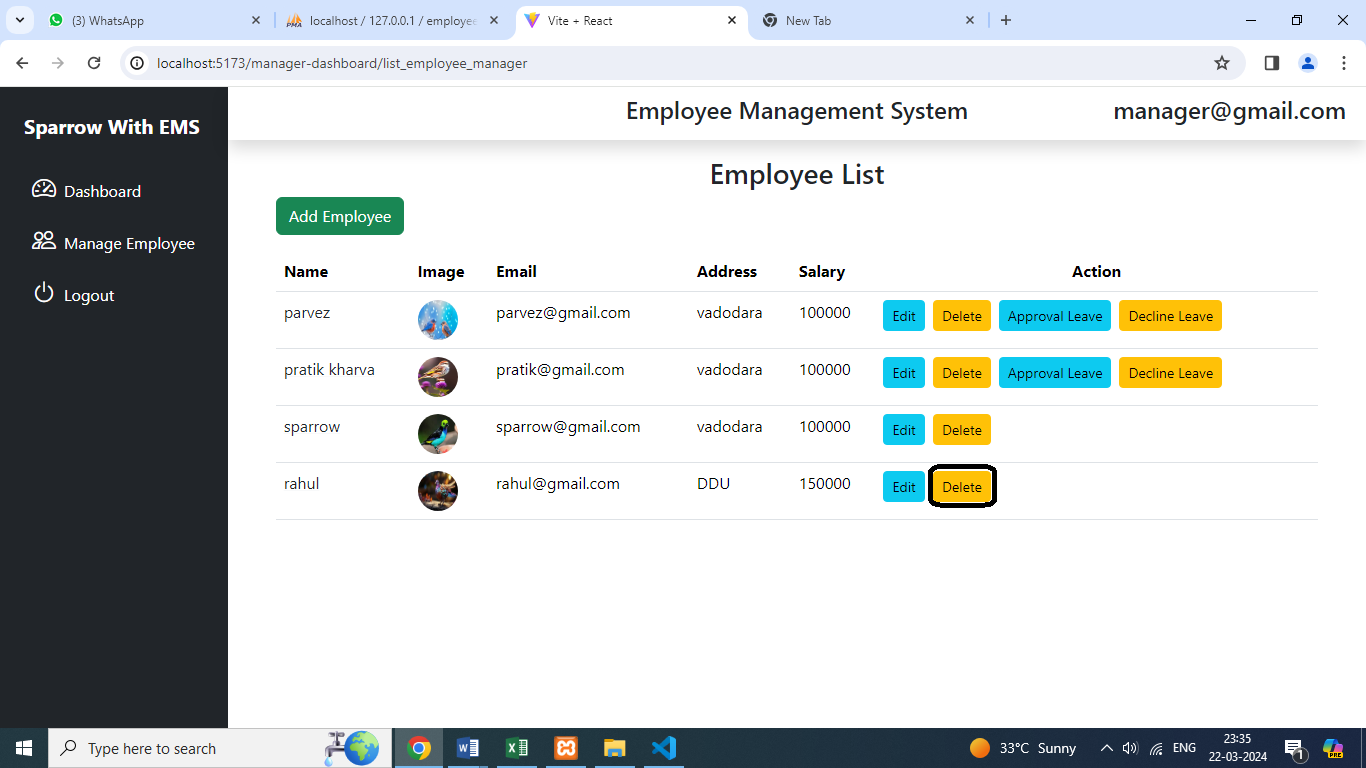 (3) WhatsApp
localhost / 127.0.0.1 / employee
Vite + React
New Tab
localhost:5173/manager-dashboard/list_employee_manager
Sparrow With EMS
Employee Management System
manager@gmail.com
Dashboard
Manage Employee
Logout
Employee List
Add Employee
Name Image Email Address Salary Action
parvez parvez@gmail.com vadodara 100000 Edit Delete Approval Leave Decline Leave
pratik kharva pratik@gmail.com vadodara 100000 Edit Delete Approval Leave Decline Leave
sparrow sparrow@gmail.com vadodara 100000 Edit Delete
rahul rahul@gmail.com DDU 150000 Edit Delete
Type here to search
33°C Sunny
ENG
23:35
22-03-2024
1
PRE